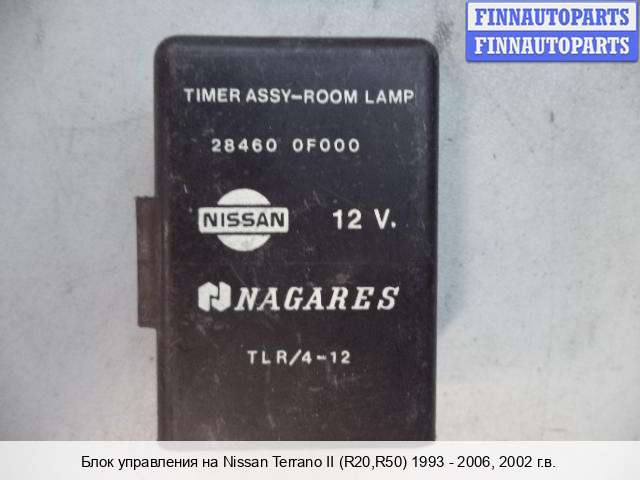 FINNAUTOPARTS
FINNAUTOPARTS
TIMER ASSY-ROOM LAMP
28460 0F000
NISSAN 12 V.
NAGARES
TLR/4-12
Блок управления на Nissan Terrano II (R20,R50) 1993 - 2006, 2002 г.в.